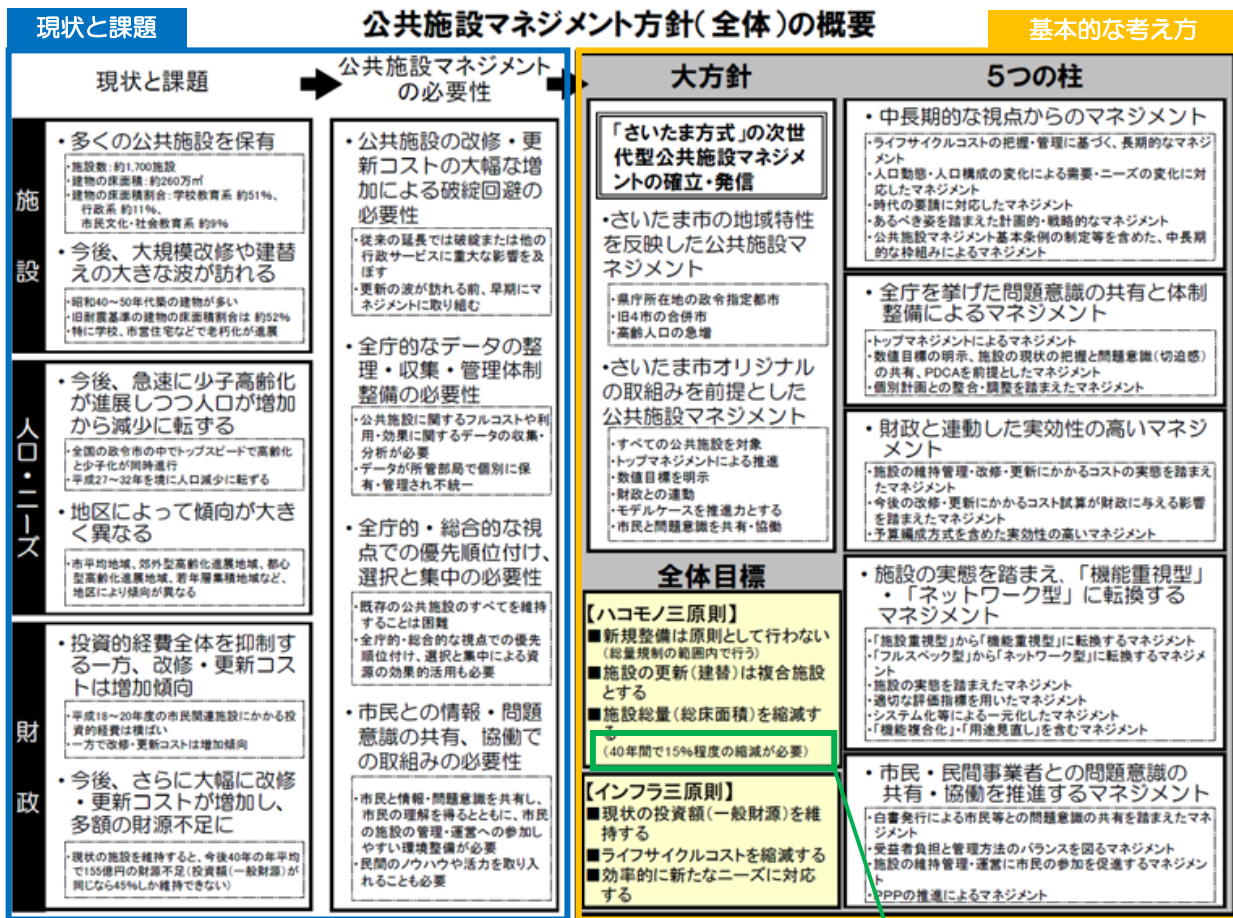 現状と課題
公共施設マネジメント方針(全体)の概要
基本的な考え方
現状と課題
公共施設マネジメント
の必要性
施設
・多くの公共施設を保有
・施設数：約1,700施設
・建物の床面積：約260万㎡
・建物の床面積割合：学校教育系 約51%、
行政系 約11%、
市民文化・社会教育系 約9%
・今後、大規模改修や建替
えの大きな波が訪れる
・昭和40～50年代築の建物が多い
・旧耐震基準の建物の床面積割合は 約52%
・特に学校、市営住宅などで老朽化が進展
人口・ニーズ
・今後、急速に少子高齢化
が進展しつつ人口が増加
から減少に転する
・全国の政令市の中でトップスピードで高齢化
と少子化が同時進行
・平成27～32年を境に人口減少に転ずる
・地区によって傾向が大き
く異なる
・市平均地域、郊外型高齢化進展地域、都心
型高齢化進展地域、若年層集積地域など、
地区により傾向が異なる
財政
・投資的経費全体を抑制す
る一方、改修・更新コス
トは増加傾向
・平成18～20年度の市民関連施設にかかる投
資的経費は横ばい
・一方で改修・更新コストは増加傾向
・今後、さらに大幅に改修
・更新コストが増加し、
多額の財源不足に
・現状の施設を維持すると、今後40年の年平均
で155億円の財源不足(投資額(一般財源)が
同じなら45%しか維持できない)
・公共施設の改修・更
新コストの大幅な増
加による破綻回避の
必要性
・従来の延長では破綻または他の
行政サービスに重大な影響を及
ぼす
・更新の波が訪れる前、早期にマ
ネジメントに取り組む
・全庁的なデータの整
理・収集・管理体制
整備の必要性
・公共施設に関するフルコストや利
用・効果に関するデータの収集・
分析が必要
・データが所管部局で個別に保
有・管理され不統一
・全庁的・総合的な視
点での優先順位付け、
選択と集中の必要性
・既存の公共施設のすべてを維持
することは困難
・全庁的・総合的な視点での優先
順位付け、選択と集中による資
源の効果的活用も必要
・市民との情報・問題
意識の共有、協働で
の取組みの必要性
・市民と情報・問題意識を共有し、
市民の理解を得るとともに、市民
の施設の管理・運営への参加し
やすい環境整備が必要
・民間のノウハウや活力を取り入
れることも必要
大方針
「さいたま方式」の次世
代型公共施設マネジメ
ントの確立・発信
・さいたま市の地域特性
を反映した公共施設マ
ネジメント
・県庁所在地の政令指定都市
・旧4市の合併市
・高齢人口の急増
・さいたま市オリジナル
の取組みを前提とした
公共施設マネジメント
・すべての公共施設を対象
・トップマネジメントによる推進
・数値目標を明示
・財政との連動
・モデルケースを推進力とする
・市民と問題意識を共有・協働
全体目標
【ハコモノ三原則】
■新規整備は原則として行わない
(総量規制の範囲内で行う)
■施設の更新(建替)は複合施設
とする
■施設総量(総床面積)を縮減す
る
(40年間で15%程度の縮減が必要)
【インフラ三原則】
■現状の投資額(一般財源)を維
持する
■ライフサイクルコストを縮減する
■効率的に新たなニーズに対応
する
5つの柱
・中長期的な視点からのマネジメント
・ライフサイクルコストの把握・管理に基づく、長期的なマネジ
メント
・人口動態・人口構成の変化による需要・ニーズの変化に対
応したマネジメント
・時代の要請に対応したマネジメント
・あるべき姿を踏まえた計画的・戦略的なマネジメント
・公共施設マネジメント基本条例の制定等を含めた、中長期
的な枠組みによるマネジメント
・全庁を挙げた問題意識の共有と体制
整備によるマネジメント
・トップマネジメントによるマネジメント
・数値目標の明示、施設の現状の把握と問題意識(切迫感)
の共有、PDCAを前提としたマネジメント
・個別計画との整合・調整を踏まえたマネジメント
・財政と連動した実効性の高いマネジ
メント
・施設の維持管理・改修・更新にかかるコストの実態を踏まえ
たマネジメント
・今後の改修・更新にかかるコスト試算が財政に与える影響
を踏まえたマネジメント
・予算編成方式を含めた実効性の高いマネジメント
・施設の実態を踏まえ、「機能重視型」
・「ネットワーク型」に転換する
マネジメント
・「施設重視型」から「機能重視型」に転換するマネジメント
・「フルスペック型」から「ネットワーク型」に転換するマネジメ
ント
・施設の実態を踏まえたマネジメント
・適切な評価指標を用いたマネジメント
・システム化等による一元化したマネジメント
・「機能複合化」・「用途見直し」を含むマネジメント
・市民・民間事業者との問題意識の
共有・協働を推進するマネジメント
・白書発行による市民等との問題意識の共有を踏まえたマネ
ジメント
・受益者負担と管理方法のバランスを図るマネジメント
・施設の維持管理・運営に市民の参加を促進するマネジメン
ト
・PPPの推進によるマネジメント